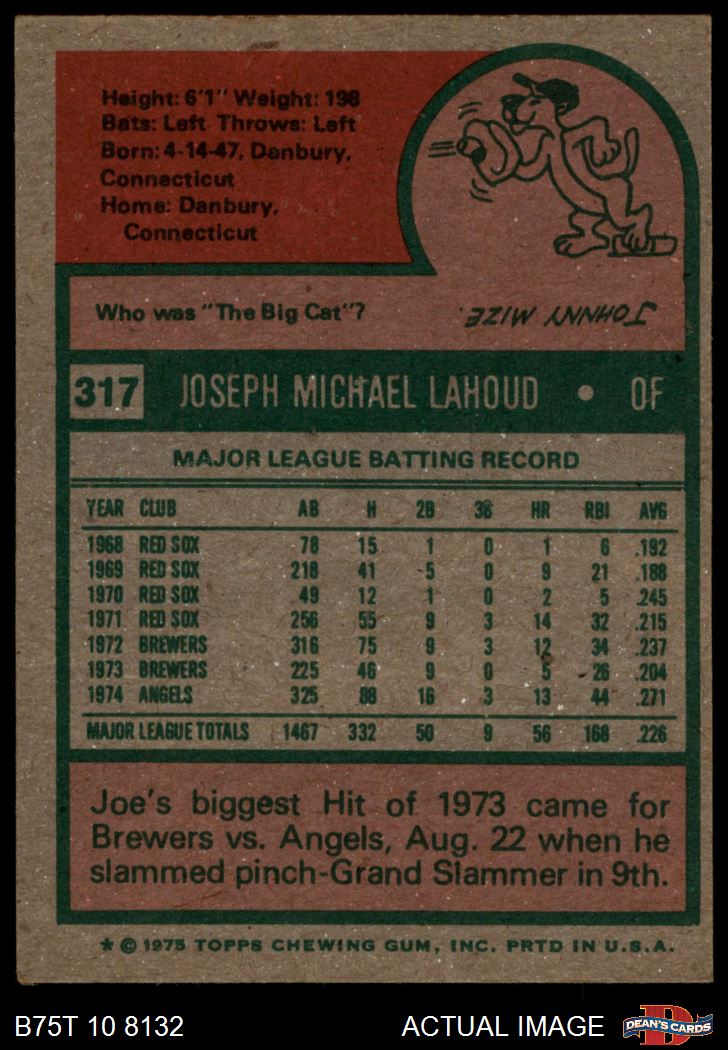 Height: 6'1" Weight: 198
Bats: Left Throws: Left
Born: 4-14-47, Danbury,
Connecticut
Home: Danbury,
Connecticut
Who was "The Big Cat"?
JOHNNY MIZE.
317 JOSEPH MICHAEL LAHOUD • OF
MAJOR LEAGUE BATTING RECORD
YEAR CLUB AB H 2B 3B HR RBI AVG
1968 RED SOX 78 15 1 0 1 6 .192
1969 RED SOX 218 41 5 0 9 21 .188
1970 RED SOX 49 12 1 0 2 5 .245
1971 RED SOX 256 55 9 3 14 32 .215
1972 BREWERS 316 75 9 3 12 34 .237
1973 BREWERS 225 46 9 0 5 26 .204
1974 ANGELS 325 88 16 3 13 44 .271
MAJOR LEAGUE TOTALS 1467 332 50 9 56 168 .226
Joe's biggest Hit of 1973 came for
Brewers vs. Angels, Aug. 22 when he
slammed pinch-Grand Slammer in 9th.
* © 1975 TOPPS CHEWING GUM, INC. PRTD IN U.S.A.
B75T 10 8132 ACTUAL IMAGE
DEAN'S CARDS